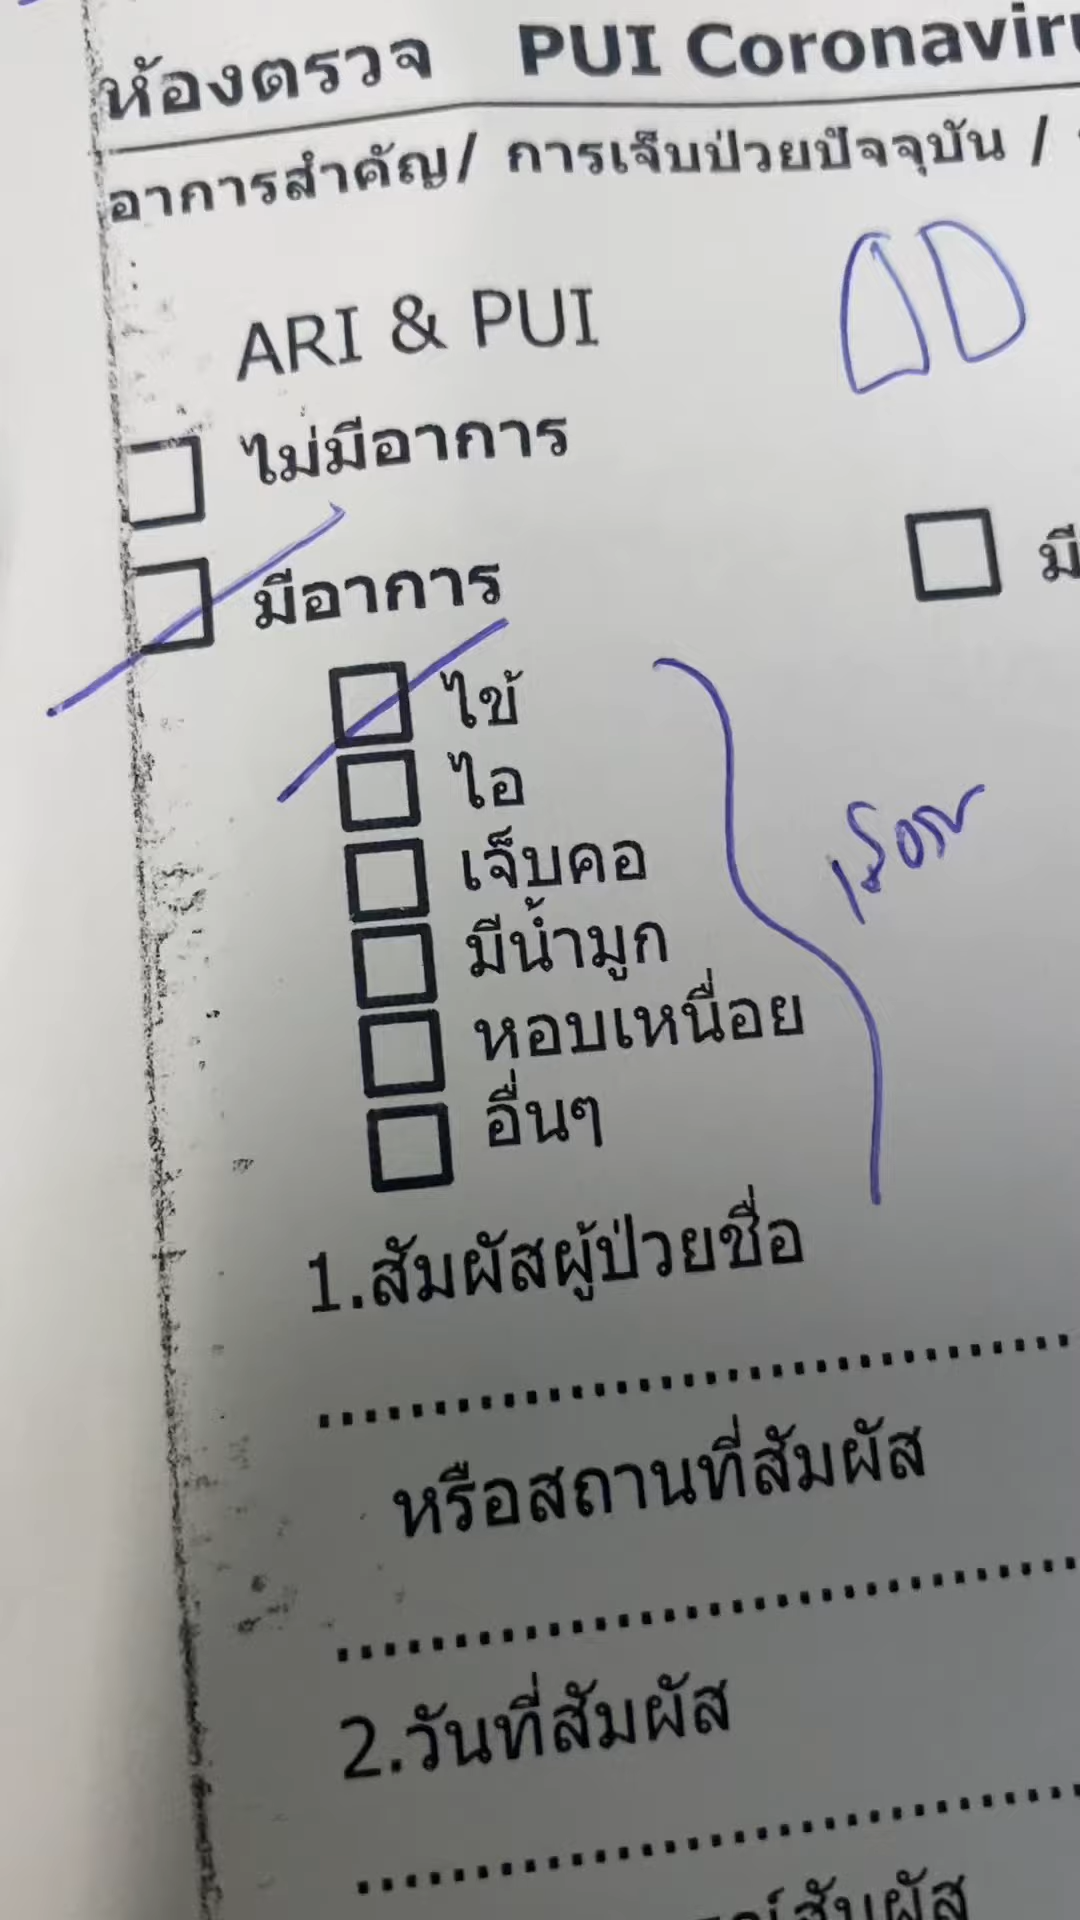 ห้องตรวจ PUI Coronaviru
อาการสำคัญ/ การเจ็บป่วยปัจจุบัน /
ARI & PUI
ไม่มีอาการ
มีอาการ
มี
ไข้
ไอ
เจ็บคอ
มีน้ำมูก
หอบเหนื่อย
อื่นๆ
1.สัมผัสผู้ป่วยชื่อ
หรือสถานที่สัมผัส
2.วันที่สัมผัส
สัมผัส